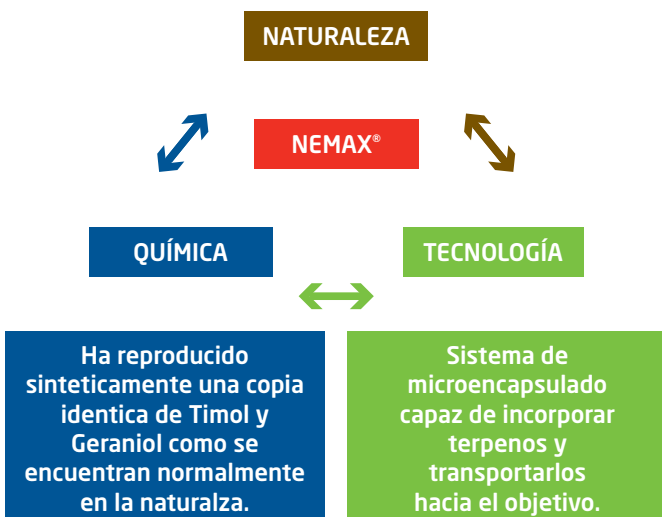 NATURALEZA
NEMAX®
QUÍMICA
TECNOLOGÍA
Ha reproducido
sinteticamente una copia
identica de Timol y
Geraniol como se
encuentran normalmente
en la naturalza.
Sistema de
microencapsulado
capaz de incorporar
terpenos y
transportarlos
hacia el objetivo.